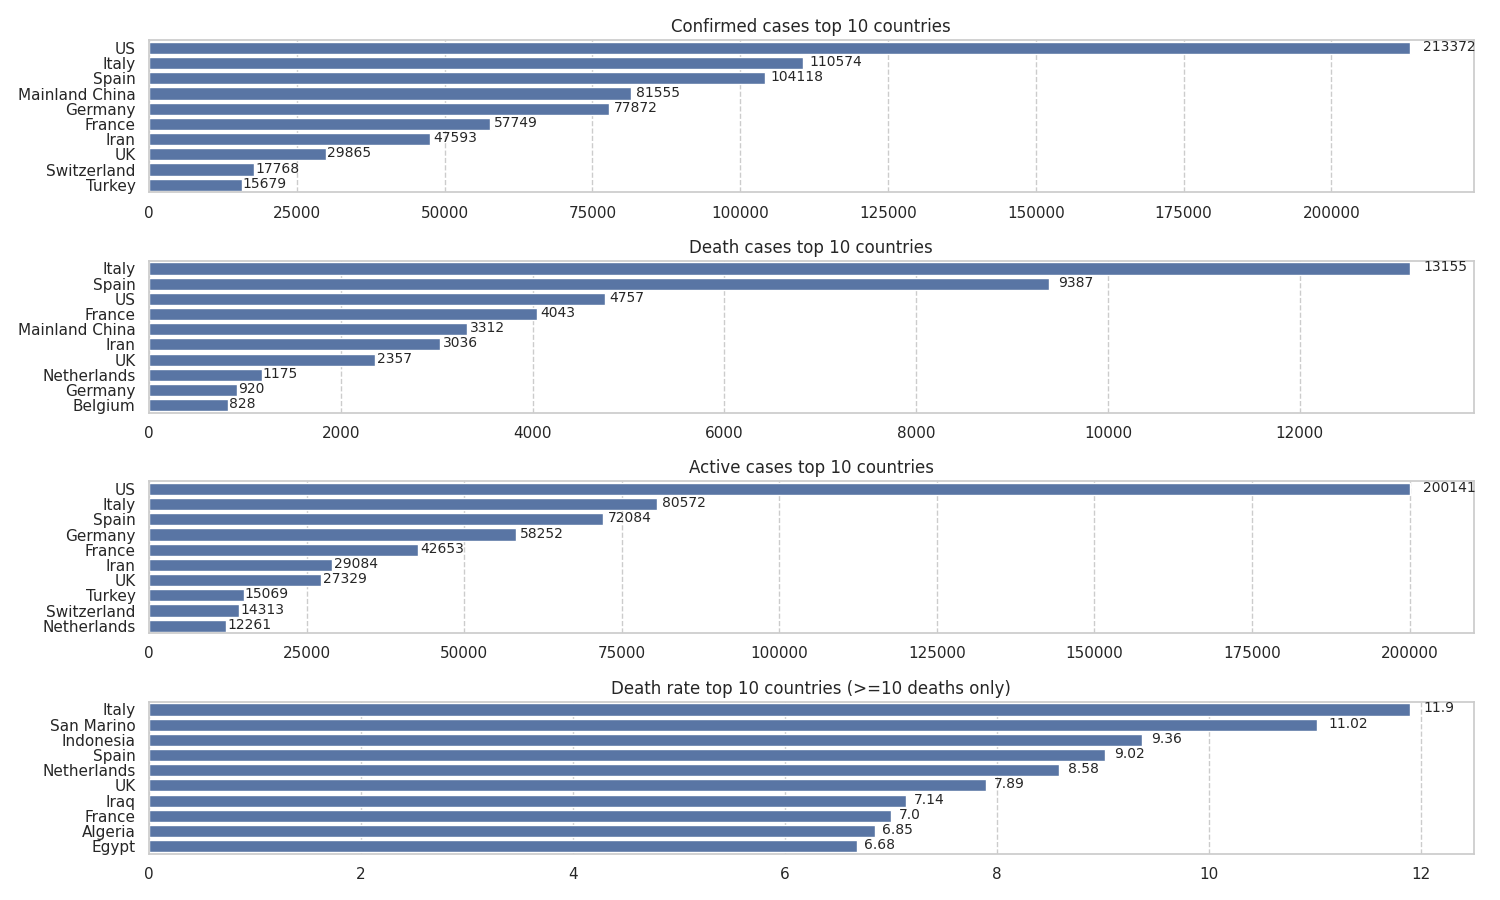 Confirmed cases top 10 countries
US 213372
Italy 110574
Spain 104118
Mainland China 81555
Germany 77872
France 57749
Iran 47593
UK 29865
Switzerland 17768
Turkey 15679
0 25000 50000 75000 100000 125000 150000 175000 200000
Death cases top 10 countries
Italy 13155
Spain 9387
US 4757
France 4043
Mainland China 3312
Iran 3036
UK 2357
Netherlands 1175
Germany 920
Belgium 828
0 2000 4000 6000 8000 10000 12000
Active cases top 10 countries
US 200141
Italy 80572
Spain 72084
Germany 58252
France 42653
Iran 29084
UK 27329
Turkey 15069
Switzerland 14313
Netherlands 12261
0 25000 50000 75000 100000 125000 150000 175000 200000
Death rate top 10 countries (>=10 deaths only)
Italy 11.9
San Marino 11.02
Indonesia 9.36
Spain 9.02
Netherlands 8.58
UK 7.89
Iraq 7.14
France 7.0
Algeria 6.85
Egypt 6.68
0 2 4 6 8 10 12